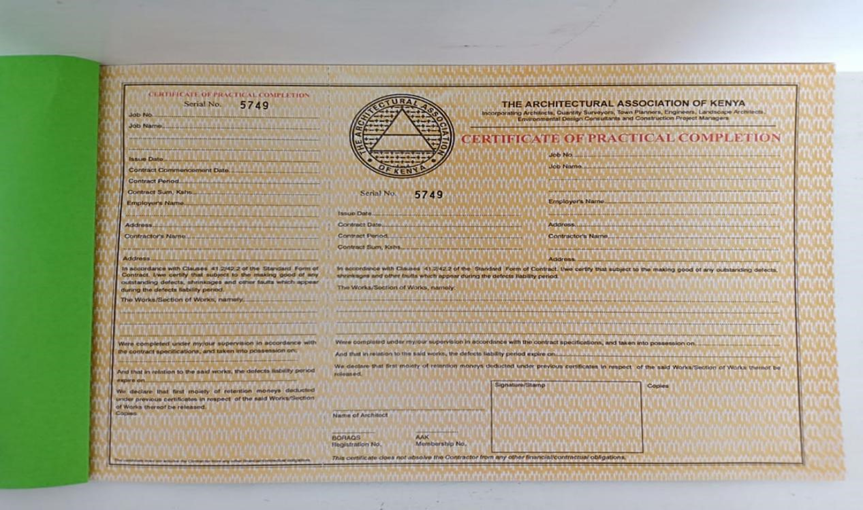 CERTIFICATE OF PRACTICAL COMPLETION
Serial No. 5749
Job No.
Job Name
Issue Date
Contract Commencement Date
Contract Period
Contract Sum, Kshs
Employer's Name
Address
Contractor's Name
Address
In accordance with Clauses 41.2/42.2 of the Standard Form of
Contract, I/we certify that subject to the making good of any
outstanding defects, shrinkages and other faults which appear
during the defects liability period.
The Works/Section of Works, namely:
Were completed under my/our supervision in accordance with
the contract specifications, and taken into possession on:
And that in relation to the said works, the defects liability period
expire on
We declare that first moiety of retention moneys deducted
under previous certificates in respect of the said Works/Section
of Works thereof be released.
Copies
THE ARCHITECTURAL ASSOCIATION
OF KENYA
THE ARCHITECTURAL ASSOCIATION OF KENYA
Incorporating Architects, Quantity Surveyors, Town Planners, Engineers, Landscape Architects,
Environmental Design Consultants and Construction Project Managers
CERTIFICATE OF PRACTICAL COMPLETION
Serial No. 5749
Issue Date
Contract Date
Contract Period
Contract Sum, Kshs
Job No.
Job Name
Employer's Name
Address
Contractor's Name
Address
In accordance with Clauses 41.2/42.2 of the Standard Form of Contract, I/we certify that subject to the making good of any outstanding defects,
shrinkages and other faults which appear during the defects liability period.
The Works/Section of Works, namely:
Were completed under my/our supervision in accordance with the contract specifications, and taken into possession on
And that in relation to the said works, the defects liability period expire on
We declare that first moiety of retention moneys deducted under previous certificates in respect of the said Works/Section of Works thereof be
released.
Signature/Stamp
Copies
Name of Architect
BORAQS AAK
Registration No. Membership No.
This certificate does not absolve the Contractor from any other financial/contractual obligations.